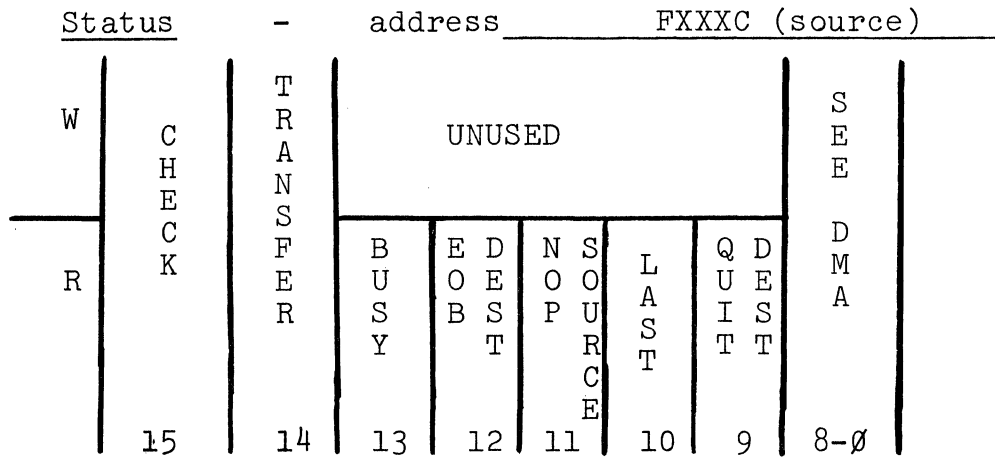 Status - address FXXXC (source)
W
R
CHECK
TRANSFER
UNUSED
BUSY
EOB DEST
NOP SOURCE
LAST
QUIT DEST
SEE DMA
15 14 13 12 11 10 9 8-Ø